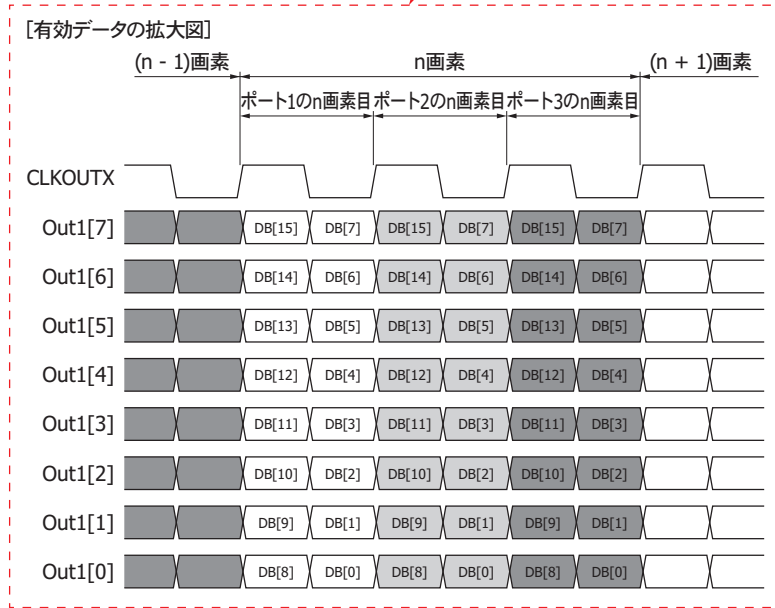 [有効データの拡大図]
(n - 1)画素 n画素 (n + 1)画素
ポート1のn画素目 ポート2のn画素目 ポート3のn画素目
CLKOUTX
Out1[7] DB[15] DB[7] DB[15] DB[7] DB[15] DB[7]
Out1[6] DB[14] DB[6] DB[14] DB[6] DB[14] DB[6]
Out1[5] DB[13] DB[5] DB[13] DB[5] DB[13] DB[5]
Out1[4] DB[12] DB[4] DB[12] DB[4] DB[12] DB[4]
Out1[3] DB[11] DB[3] DB[11] DB[3] DB[11] DB[3]
Out1[2] DB[10] DB[2] DB[10] DB[2] DB[10] DB[2]
Out1[1] DB[9] DB[1] DB[9] DB[1] DB[9] DB[1]
Out1[0] DB[8] DB[0] DB[8] DB[0] DB[8] DB[0]